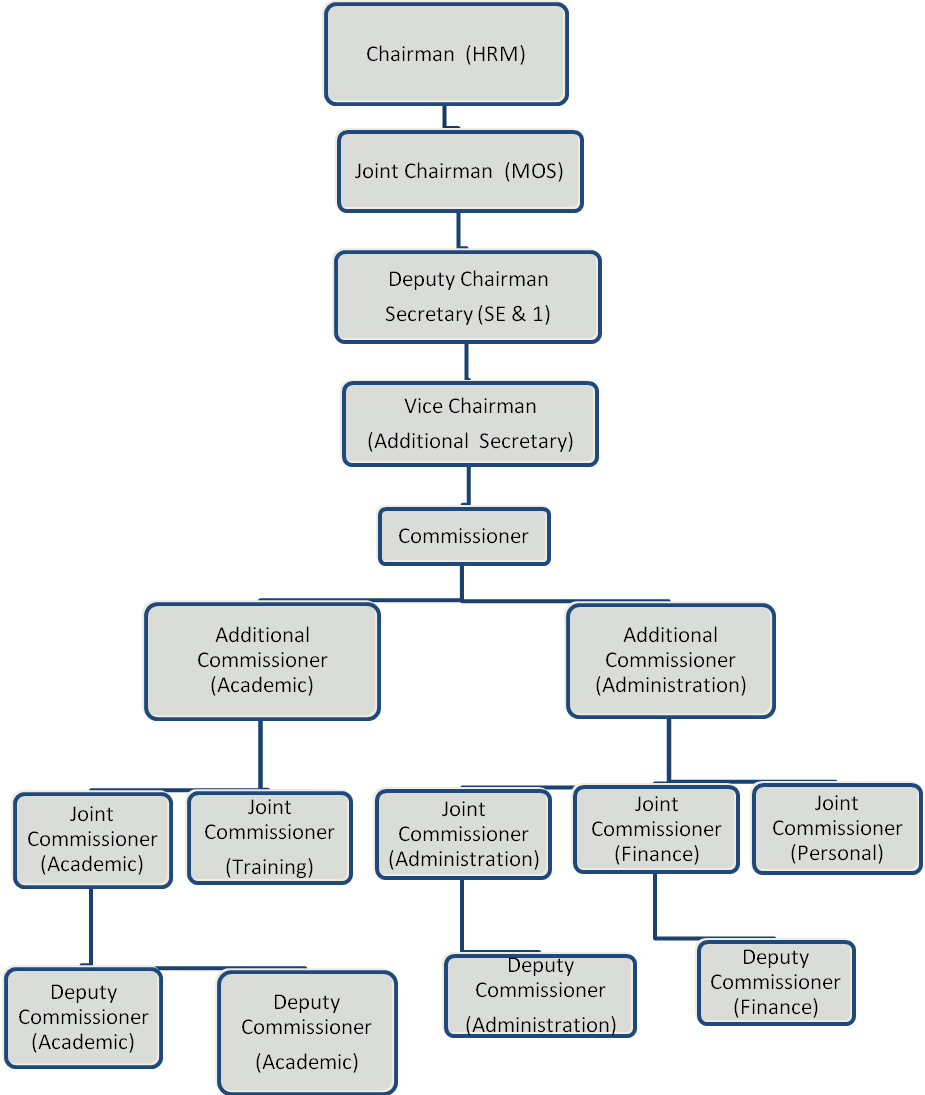 Chairman  (HRM)
Joint Chairman  (MOS)
Deputy Chairman
Secretary (SE & 1)
Vice Chairman
(Additional  Secretary)
Commissioner
Additional
Commissioner
(Academic)
Additional
Commissioner
(Administration)
Joint
Commissioner
(Academic)
Joint
Commissioner
(Training)
Joint
Commissioner
(Administration)
Joint
Commissioner
(Finance)
Joint
Commissioner
(Personal)
Deputy
Commissioner
(Academic)
Deputy
Commissioner
(Academic)
Deputy
Commissioner
(Administration)
Deputy
Commissioner
(Finance)